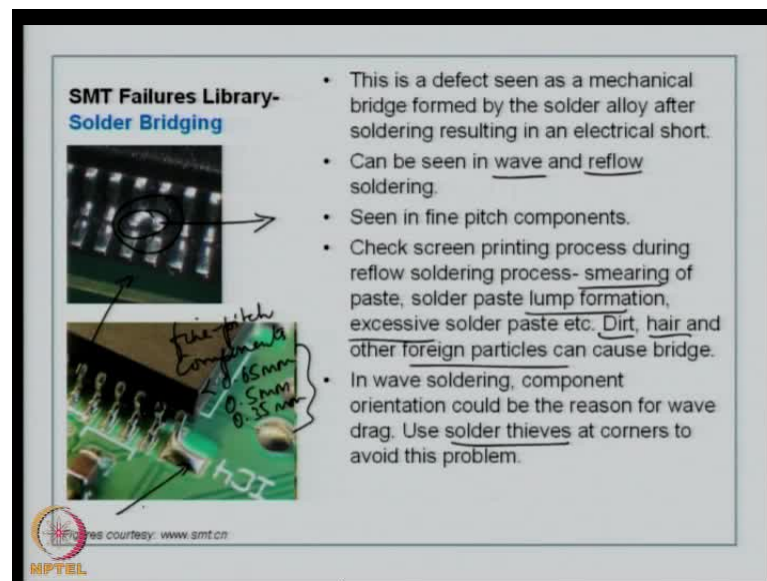 SMT Failures Library-
Solder Bridging
• This is a defect seen as a mechanical
bridge formed by the solder alloy after
soldering resulting in an electrical short.
• Can be seen in wave and reflow
soldering.
• Seen in fine pitch components.
• Check screen printing process during
reflow soldering process- smearing of
paste, solder paste lump formation,
excessive solder paste etc. Dirt, hair and
other foreign particles can cause bridge.
• In wave soldering, component
orientation could be the reason for wave
drag. Use solder thieves at corners to
avoid this problem.
fine-pitch
components
0.65mm
0.5mm
0.35mm
IC4
courtesy: www.smt.cn
NPTEL